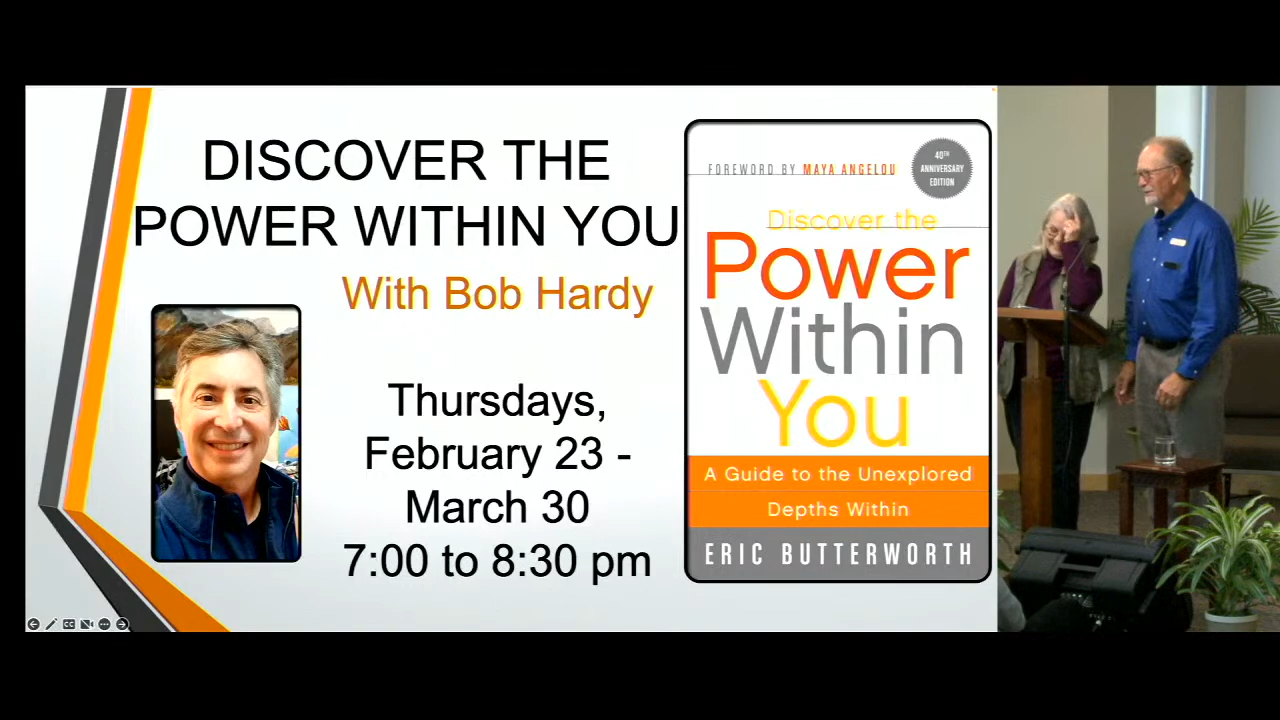 DISCOVER THE
POWER WITHIN YOU
With Bob Hardy
Thursdays,
February 23 -
March 30
7:00 to 8:30 pm
FOREWORD BY MAYA ANGELOU
40TH
ANNIVERSARY
EDITION
Discover the
Power
Within
You
A Guide to the Unexplored
Depths Within
ERIC BUTTERWORTH
CC